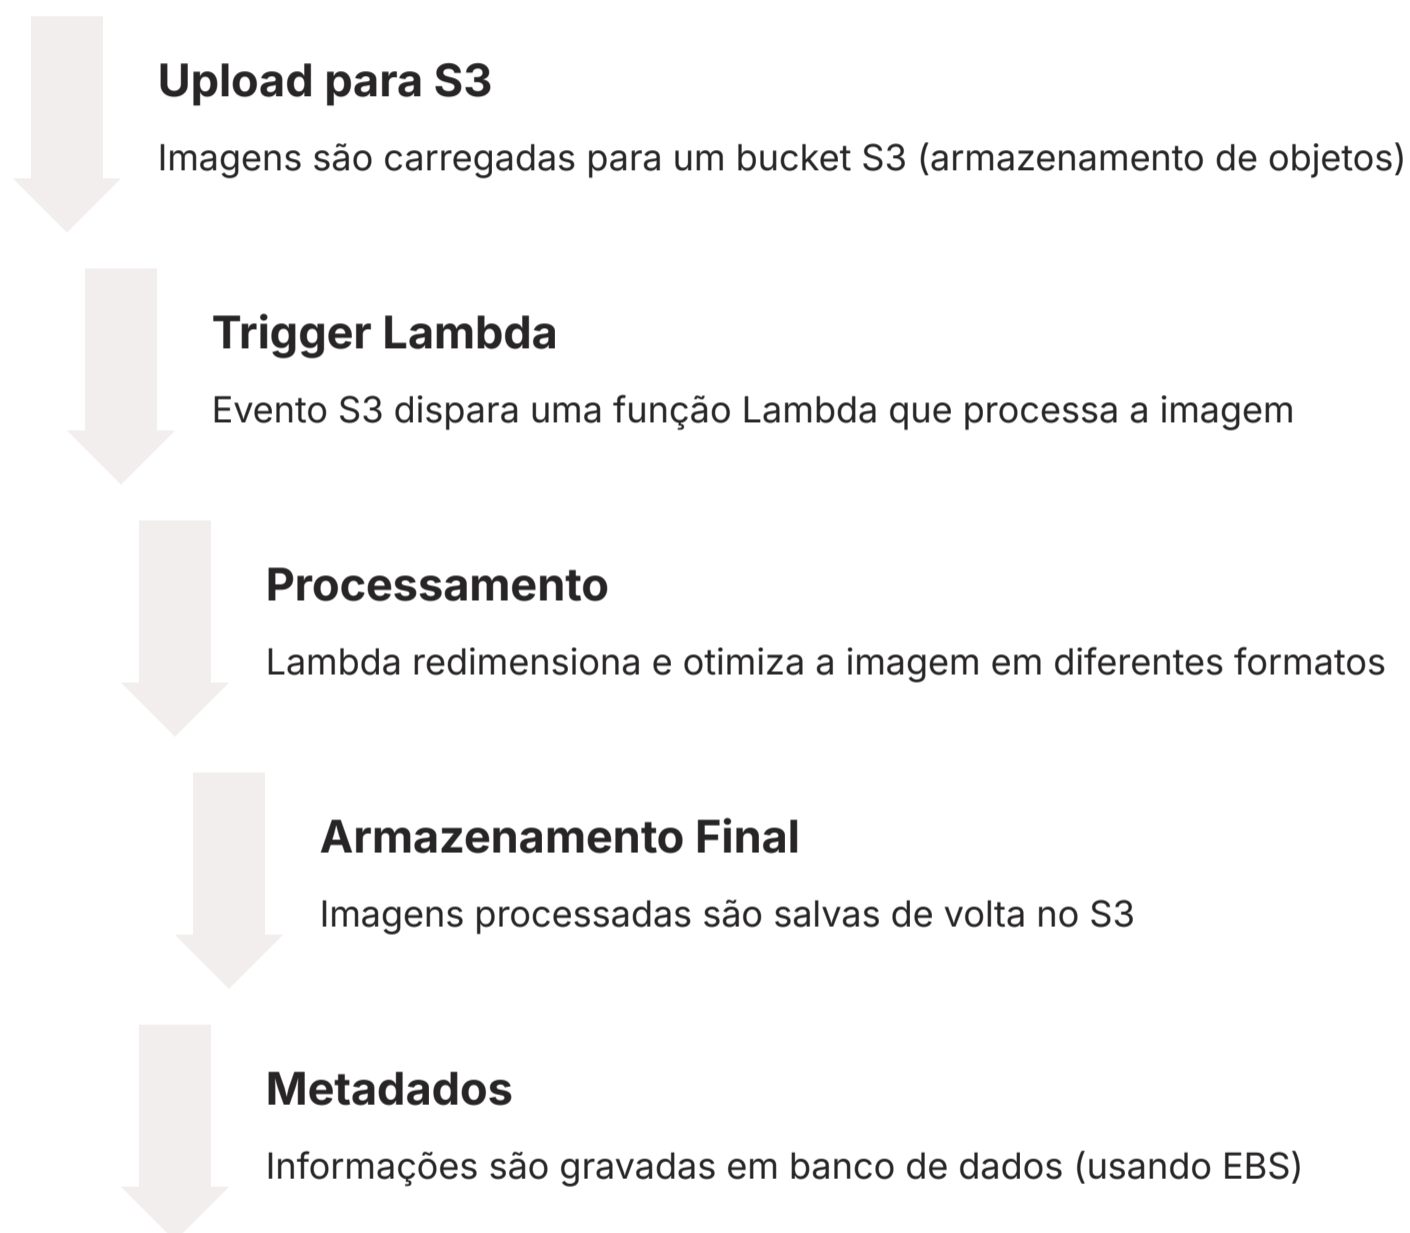 Upload para S3
Imagens são carregadas para um bucket S3 (armazenamento de objetos)
Trigger Lambda
Evento S3 dispara uma função Lambda que processa a imagem
Processamento
Lambda redimensiona e otimiza a imagem em diferentes formatos
Armazenamento Final
Imagens processadas são salvas de volta no S3
Metadados
Informações são gravadas em banco de dados (usando EBS)